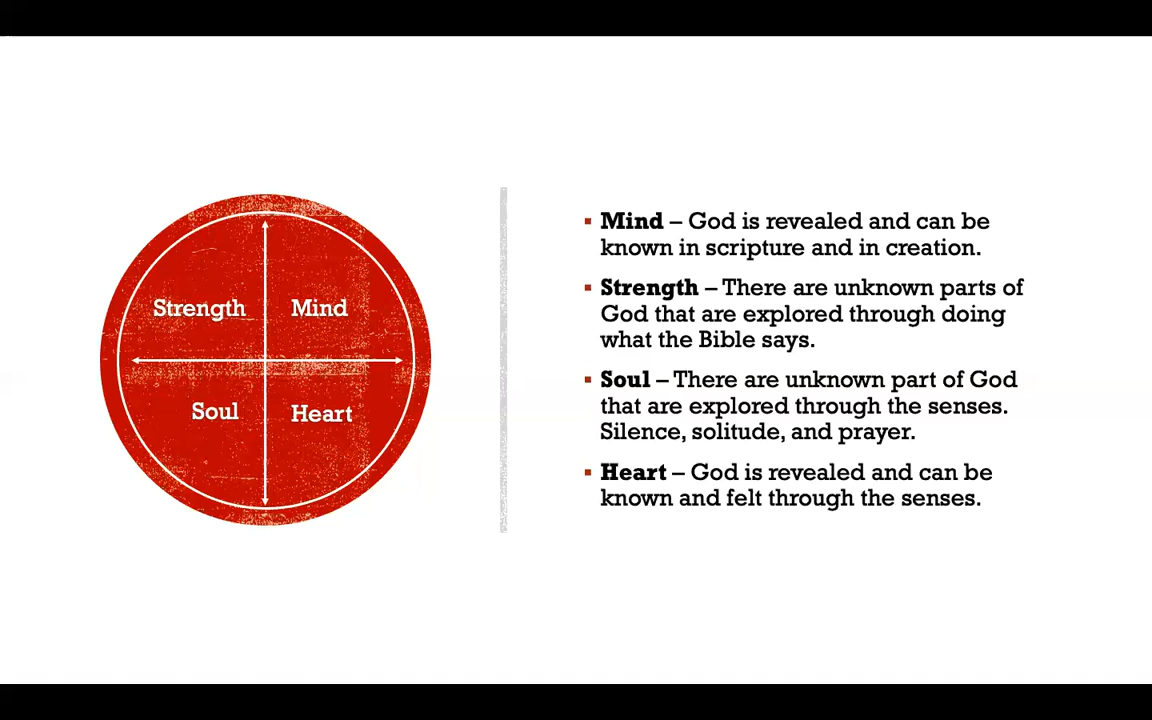 Strength
Mind
Soul
Heart
▪ Mind – God is revealed and can be
known in scripture and in creation.
▪ Strength – There are unknown parts of
God that are explored through doing
what the Bible says.
▪ Soul – There are unknown part of God
that are explored through the senses.
Silence, solitude, and prayer.
▪ Heart – God is revealed and can be
known and felt through the senses.